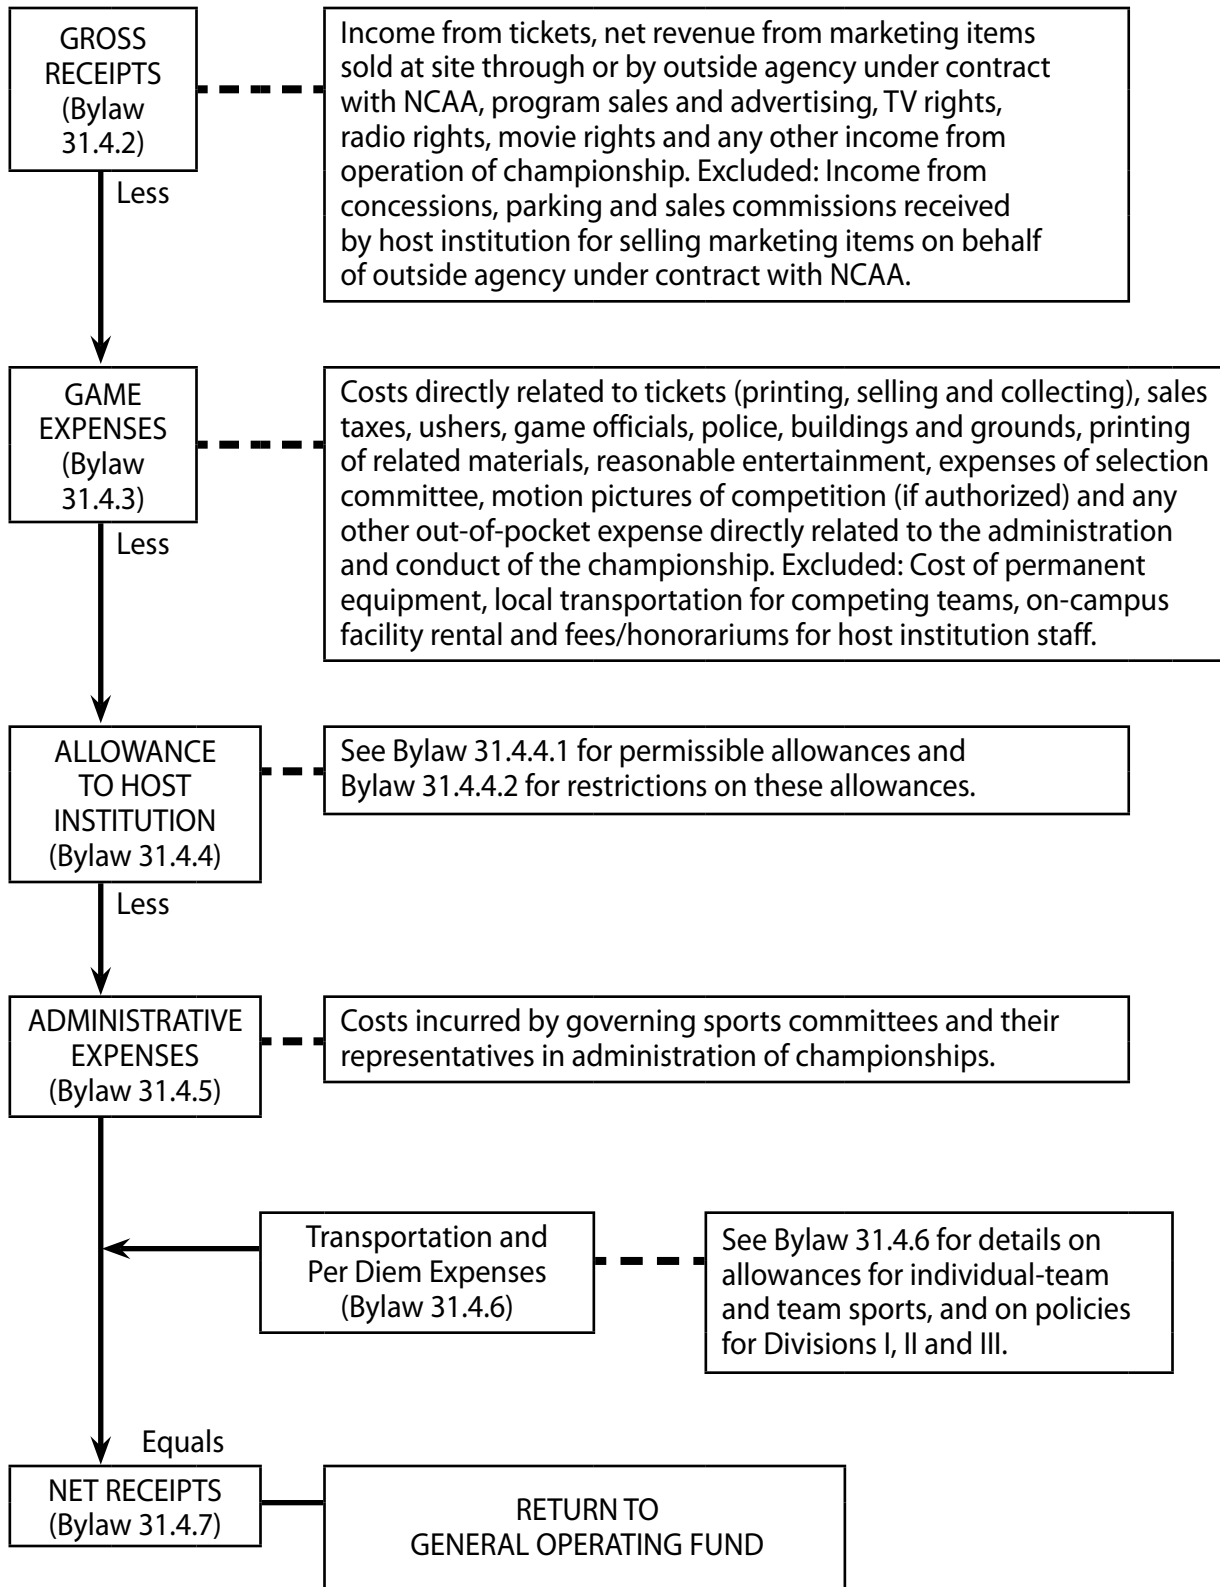 GROSS
RECEIPTS
(Bylaw
31.4.2)
Income from tickets, net revenue from marketing items
sold at site through or by outside agency under contract
with NCAA, program sales and advertising, TV rights,
radio rights, movie rights and any other income from
operation of championship. Excluded: Income from
concessions, parking and sales commissions received
by host institution for selling marketing items on behalf
of outside agency under contract with NCAA.
Less
GAME
EXPENSES
(Bylaw
31.4.3)
Costs directly related to tickets (printing, selling and collecting), sales
taxes, ushers, game officials, police, buildings and grounds, printing
of related materials, reasonable entertainment, expenses of selection
committee, motion pictures of competition (if authorized) and any
other out-of-pocket expense directly related to the administration
and conduct of the championship. Excluded: Cost of permanent
equipment, local transportation for competing teams, on-campus
facility rental and fees/honorariums for host institution staff.
Less
ALLOWANCE
TO HOST
INSTITUTION
(Bylaw 31.4.4)
See Bylaw 31.4.4.1 for permissible allowances and
Bylaw 31.4.4.2 for restrictions on these allowances.
Less
ADMINISTRATIVE
EXPENSES
(Bylaw 31.4.5)
Costs incurred by governing sports committees and their
representatives in administration of championships.
Transportation and
Per Diem Expenses
(Bylaw 31.4.6)
See Bylaw 31.4.6 for details on
allowances for individual-team
and team sports, and on policies
for Divisions I, II and III.
Equals
NET RECEIPTS
(Bylaw 31.4.7)
RETURN TO
GENERAL OPERATING FUND